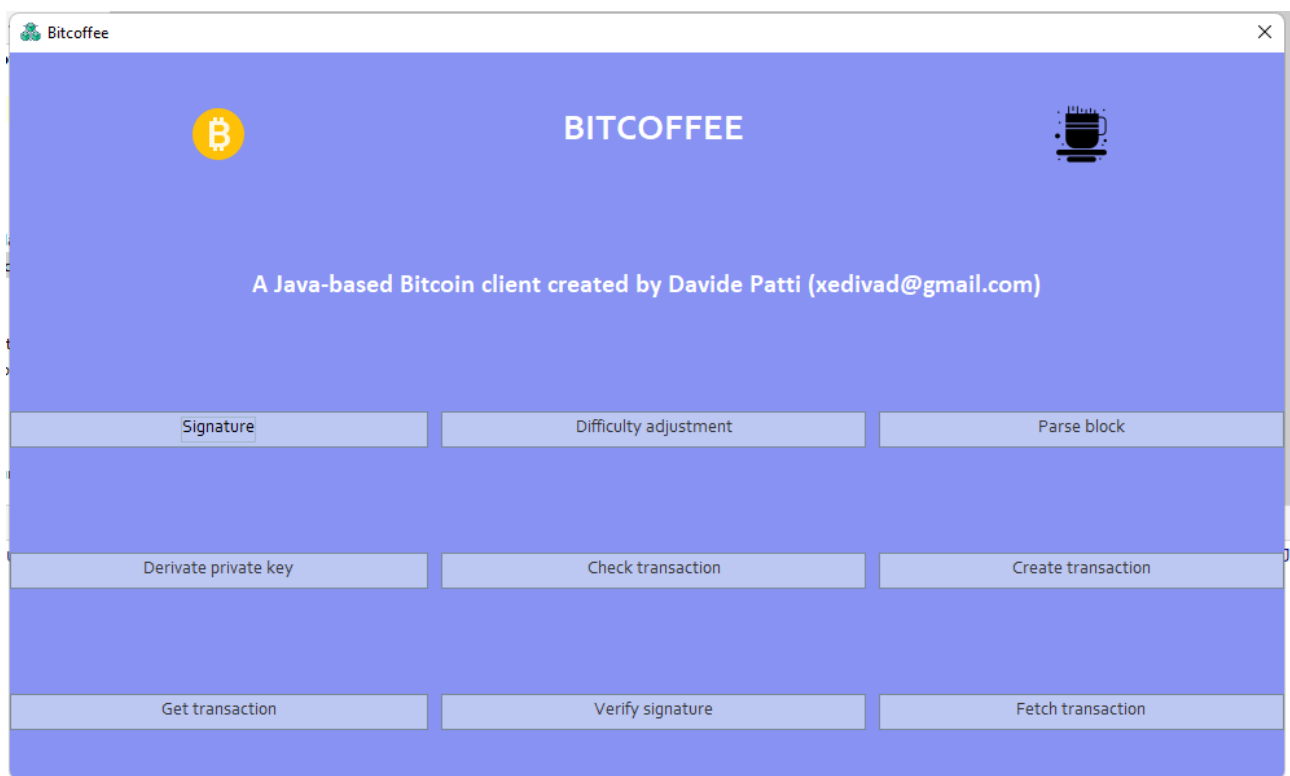 Bitcoffee
BITCOFFEE
A Java-based Bitcoin client created by Davide Patti (xedivad@gmail.com)
Signature
Difficulty adjustment
Parse block
Derivate private key
Check transaction
Create transaction
Get transaction
Verify signature
Fetch transaction